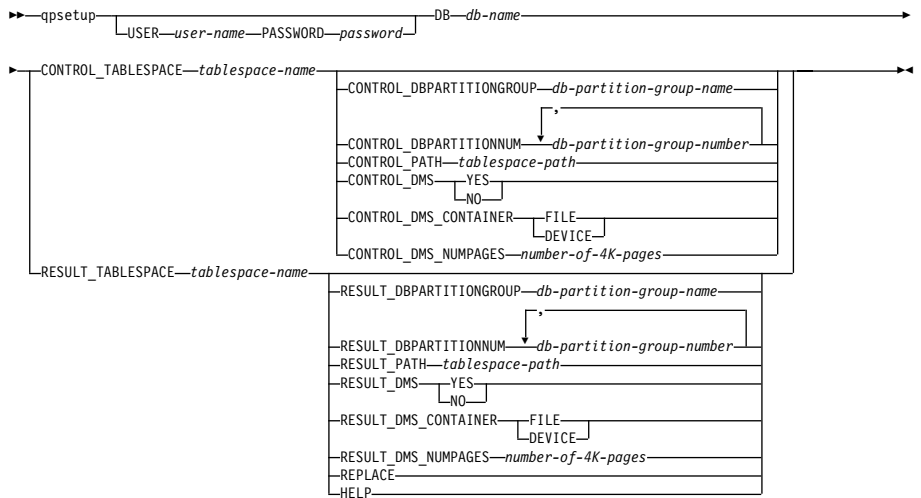 qpsetup DB db-name
USER user-name PASSWORD password
CONTROL_TABLESPACE tablespace-name
CONTROL_DBPARTITIONGROUP db-partition-group-name
,
CONTROL_DBPARTITIONNUM db-partition-group-number
CONTROL_PATH tablespace-path
CONTROL_DMS YES
NO
CONTROL_DMS_CONTAINER FILE
DEVICE
CONTROL_DMS_NUMPAGES number-of-4K-pages
RESULT_TABLESPACE tablespace-name
RESULT_DBPARTITIONGROUP db-partition-group-name
,
RESULT_DBPARTITIONNUM db-partition-group-number
RESULT_PATH tablespace-path
RESULT_DMS YES
NO
RESULT_DMS_CONTAINER FILE
DEVICE
RESULT_DMS_NUMPAGES number-of-4K-pages
REPLACE
HELP